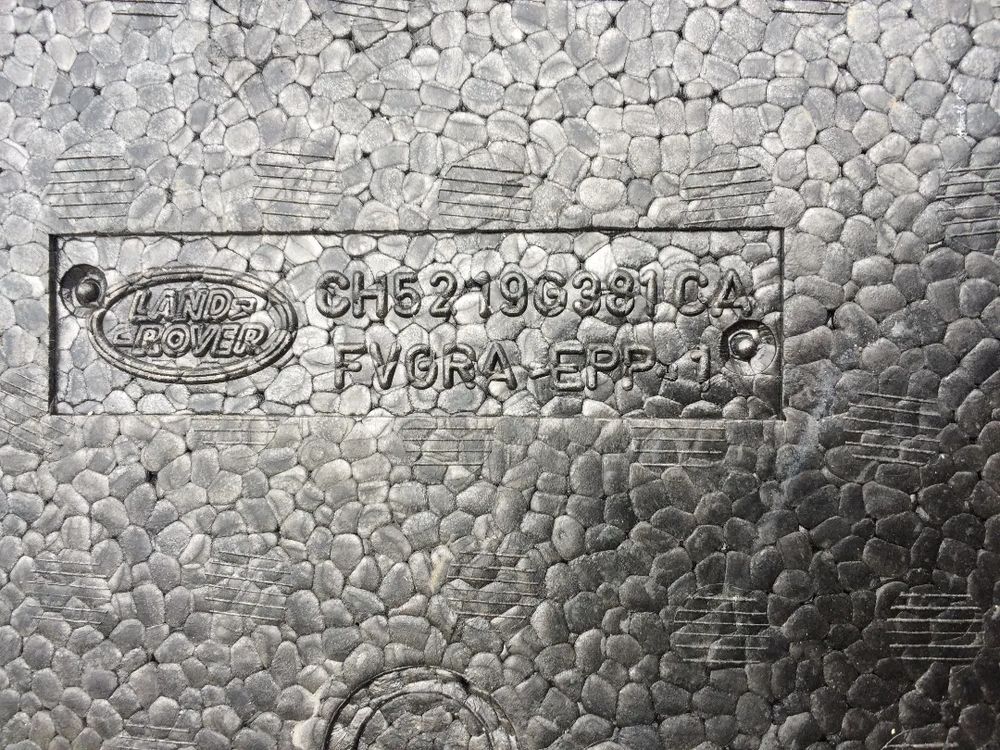 LAND-
-ROVER
CH52 19G381 CA
FVGRA EPP 1